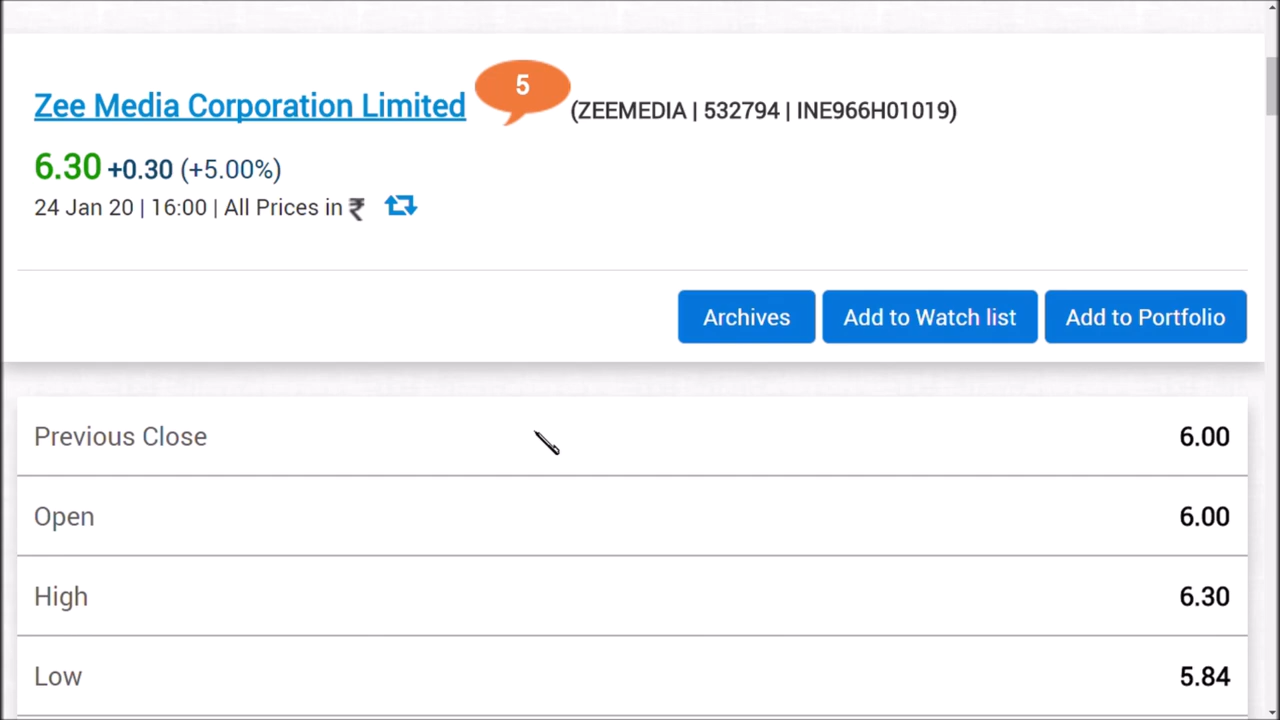 Zee Media Corporation Limited 5 (ZEEMEDIA | 532794 | INE966H01019)
6.30 +0.30 (+5.00%)
24 Jan 20 | 16:00 | All Prices in ₹
Archives Add to Watch list Add to Portfolio
Previous Close 6.00
Open 6.00
High 6.30
Low 5.84